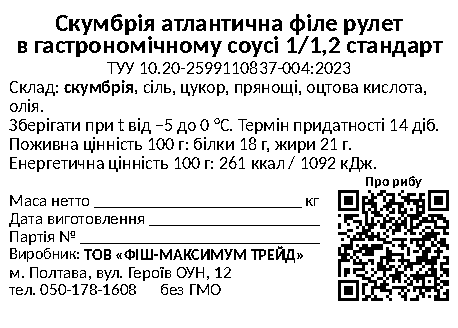 Скумбрія атлантична філе рулет
в гастрономічному соусі 1/1,2 стандарт
ТУУ 10.20-2599110837-004:2023
Склад: скумбрія, сіль, цукор, прянощі, оцтова кислота,
олія.
Зберігати при t від −5 до 0 °С. Термін придатності 14 діб.
Поживна цінність 100 г: білки 18 г, жири 21 г.
Енергетична цінність 100 г: 261 ккал / 1092 кДж.
Про рибу
Маса нетто ________________________ кг
Дата виготовлення ____________________
Партія № ____________________________
Виробник: ТОВ «ФІШ-МАКСИМУМ ТРЕЙД»
м. Полтава, вул. Героїв ОУН, 12
тел. 050-178-1608 без ГМО